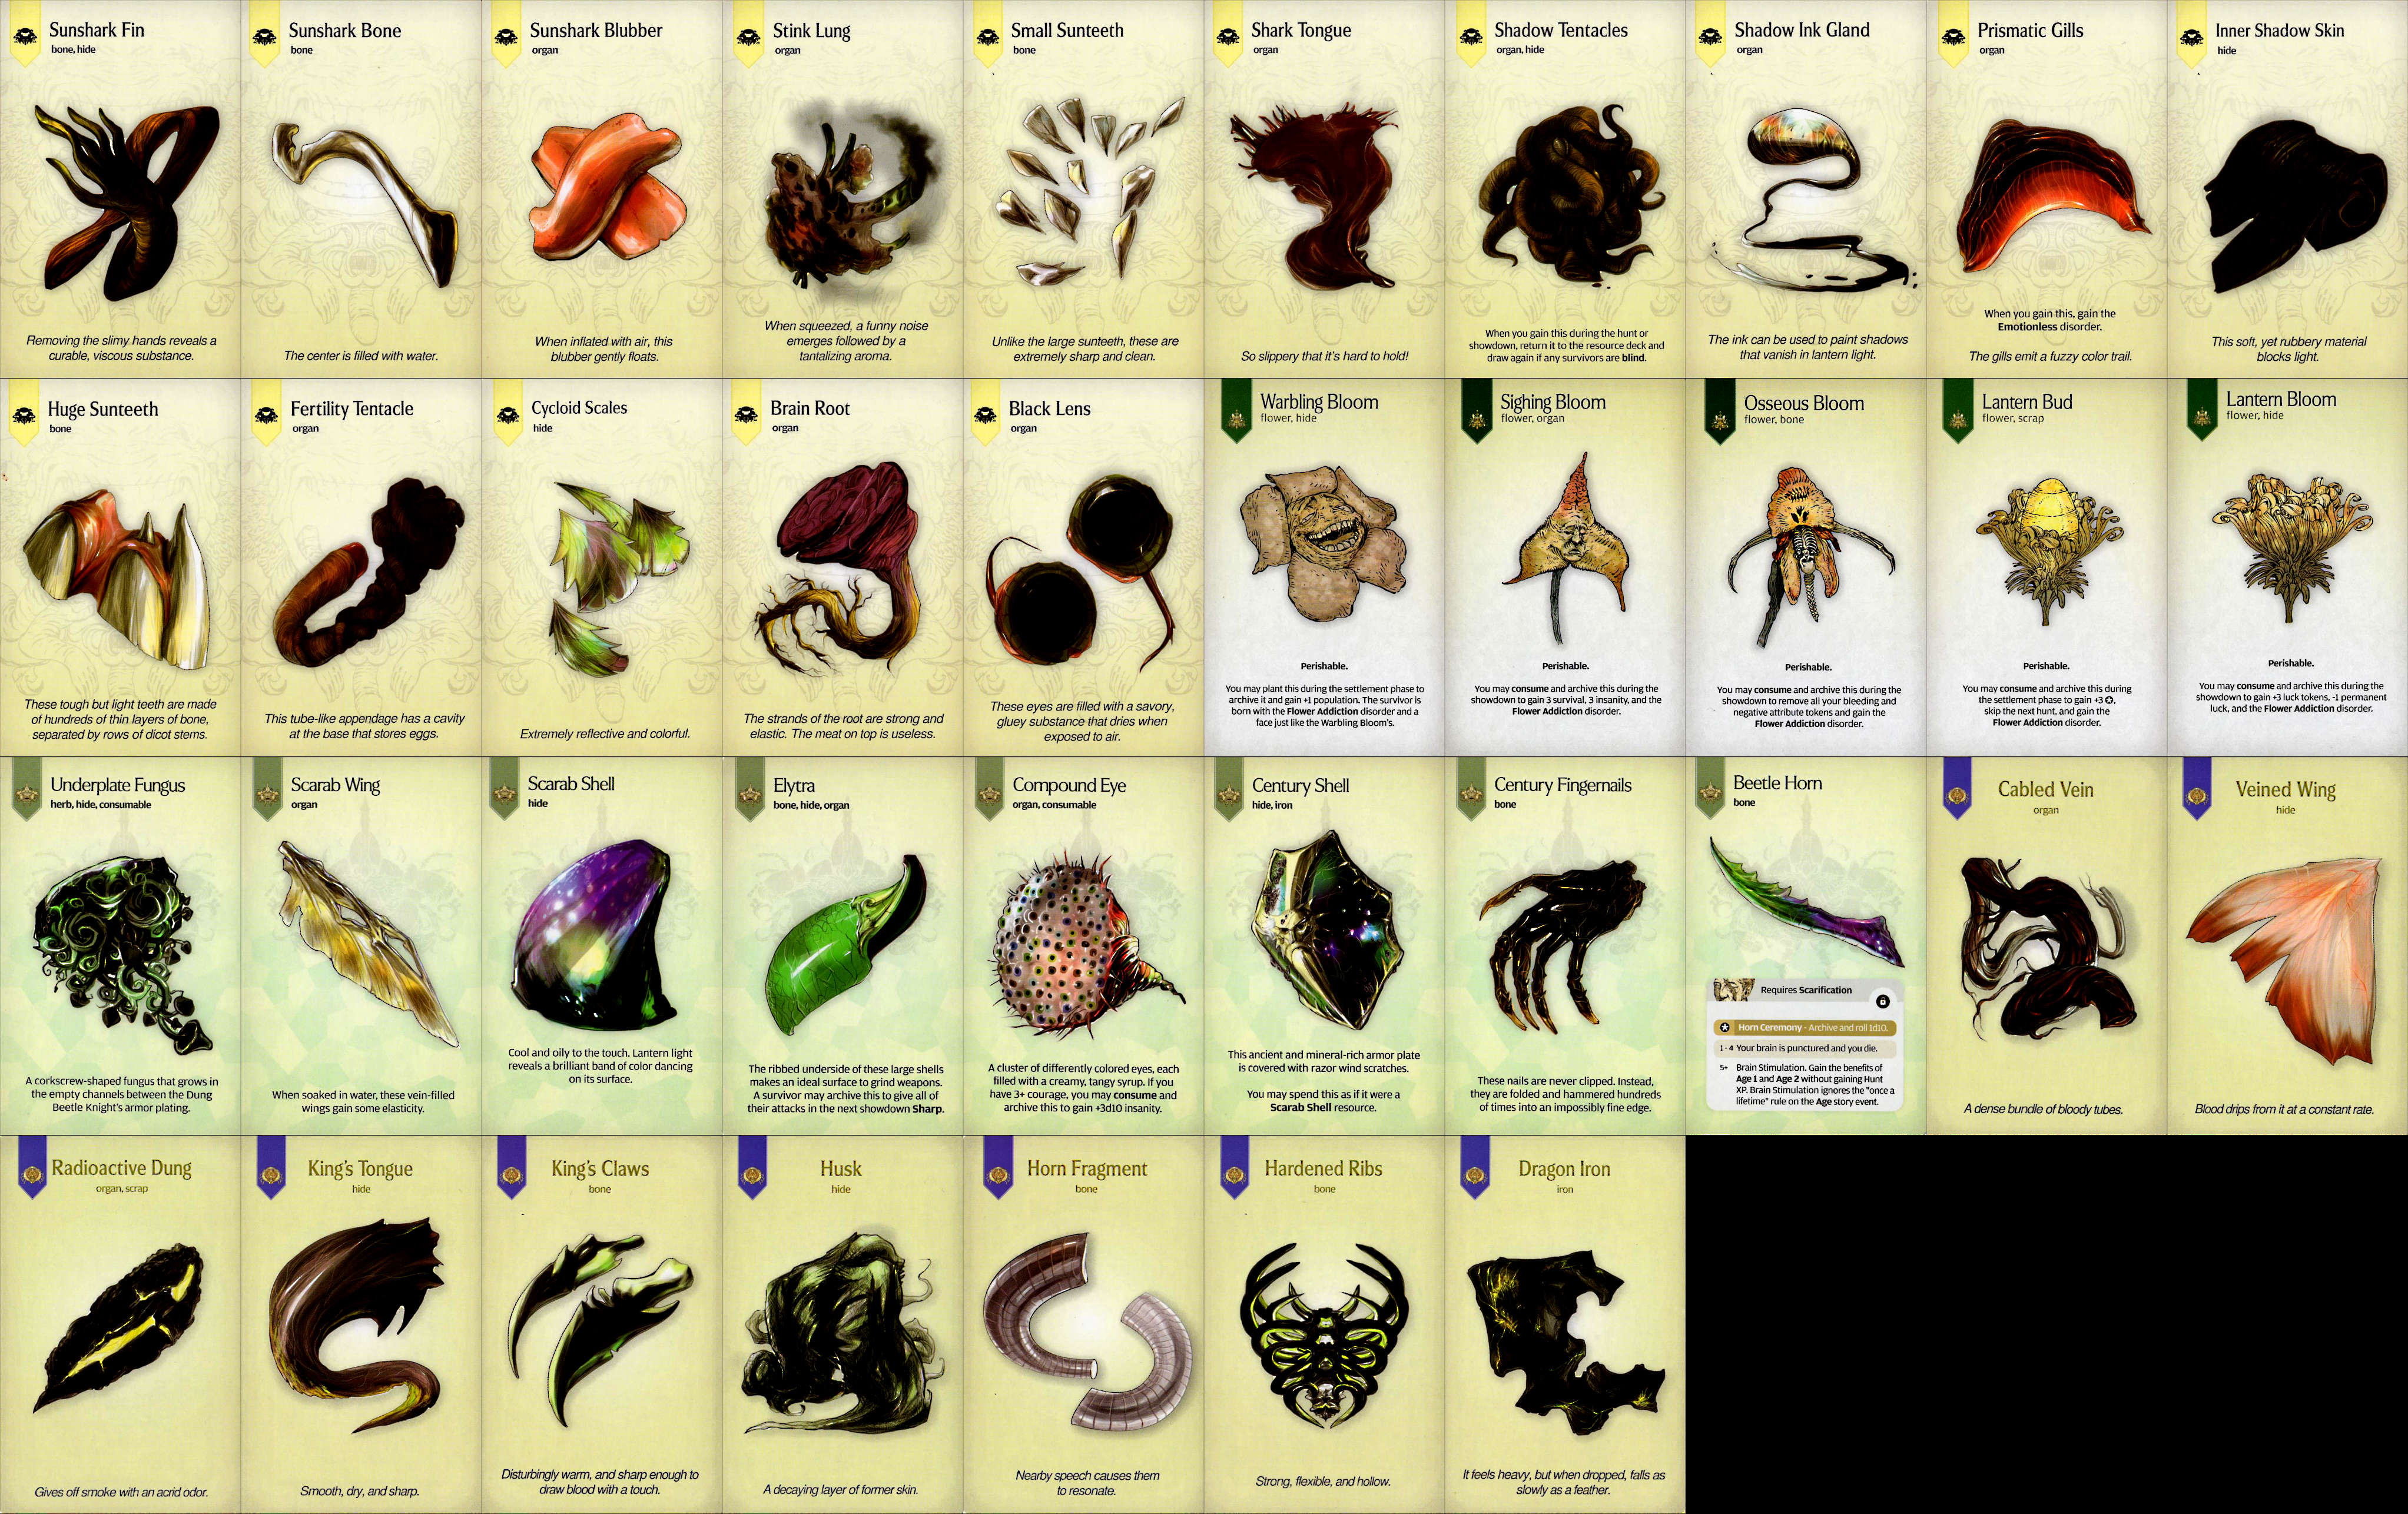 Sunshark Fin
bone, hide
Removing the slimy hands reveals a
curable, viscous substance.
Sunshark Bone
bone
The center is filled with water.
Sunshark Blubber
organ
When inflated with air, this
blubber gently floats.
Stink Lung
organ
When squeezed, a funny noise
emerges followed by a
tantalizing aroma.
Small Sunteeth
bone
Unlike the large sunteeth, these are
extremely sharp and clean.
Shark Tongue
organ
So slippery that it's hard to hold!
Shadow Tentacles
organ, hide
When you gain this during the hunt or
showdown, return it to the resource deck and
draw again if any survivors are blind.
Shadow Ink Gland
organ
The ink can be used to paint shadows
that vanish in lantern light.
Prismatic Gills
organ
When you gain this, gain the
Emotionless disorder.
The gills emit a fuzzy color trail.
Inner Shadow Skin
hide
This soft, yet rubbery material
blocks light.
Huge Sunteeth
bone
These tough but light teeth are made
of hundreds of thin layers of bone,
separated by rows of dicot stems.
Fertility Tentacle
organ
This tube-like appendage has a cavity
at the base that stores eggs.
Cycloid Scales
hide
Extremely reflective and colorful.
Brain Root
organ
The strands of the root are strong and
elastic. The meat on top is useless.
Black Lens
organ
These eyes are filled with a savory,
gluey substance that dries when
exposed to air.
Warbling Bloom
flower, hide
Perishable.
You may plant this during the settlement phase to
archive it and gain +1 population. The survivor is
born with the Flower Addiction disorder and a
face just like the Warbling Bloom's.
Sighing Bloom
flower, organ
Perishable.
You may consume and archive this during the
showdown to gain 3 survival, 3 insanity, and the
Flower Addiction disorder.
Osseous Bloom
flower, bone
Perishable.
You may consume and archive this during the
showdown to remove all your bleeding and
negative attribute tokens and gain the
Flower Addiction disorder.
Lantern Bud
flower, scrap
Perishable.
You may consume and archive this during
the settlement phase to gain +3 ,
skip the next hunt, and gain the
Flower Addiction disorder.
Lantern Bloom
flower, hide
Perishable.
You may consume and archive this during the
showdown to gain +3 luck tokens, -1 permanent
luck, and the Flower Addiction disorder.
Underplate Fungus
herb, hide, consumable
A corkscrew-shaped fungus that grows in
the empty channels between the Dung
Beetle Knight's armor plating.
Scarab Wing
organ
When soaked in water, these vein-filled
wings gain some elasticity.
Scarab Shell
hide
Cool and oily to the touch. Lantern light
reveals a brilliant band of color dancing
on its surface.
Elytra
bone, hide, organ
The ribbed underside of these large shells
makes an ideal surface to grind weapons.
A survivor may archive this to give all of
their attacks in the next showdown Sharp.
Compound Eye
organ, consumable
A cluster of differently colored eyes, each
filled with a creamy, tangy syrup. If you
have 3+ courage, you may consume and
archive this to gain +3d10 insanity.
Century Shell
hide, iron
This ancient and mineral-rich armor plate
is covered with razor wind scratches.
You may spend this as if it were a
Scarab Shell resource.
Century Fingernails
bone
These nails are never clipped. Instead,
they are folded and hammered hundreds
of times into an impossibly fine edge.
Beetle Horn
bone
Requires Scarification
Horn Ceremony - Archive and roll 1d10.
1 - 4 Your brain is punctured and you die.
5+ Brain Stimulation. Gain the benefits of
Age 1 and Age 2 without gaining Hunt
XP. Brain Stimulation ignores the "once a
lifetime" rule on the Age story event.
Cabled Vein
organ
A dense bundle of bloody tubes.
Veined Wing
hide
Blood drips from it at a constant rate.
Radioactive Dung
organ, scrap
Gives off smoke with an acrid odor.
King's Tongue
hide
Smooth, dry, and sharp.
King's Claws
bone
Disturbingly warm, and sharp enough to
draw blood with a touch.
Husk
hide
A decaying layer of former skin.
Horn Fragment
bone
Nearby speech causes them
to resonate.
Hardened Ribs
bone
Strong, flexible, and hollow.
Dragon Iron
iron
It feels heavy, but when dropped, falls as
slowly as a feather.